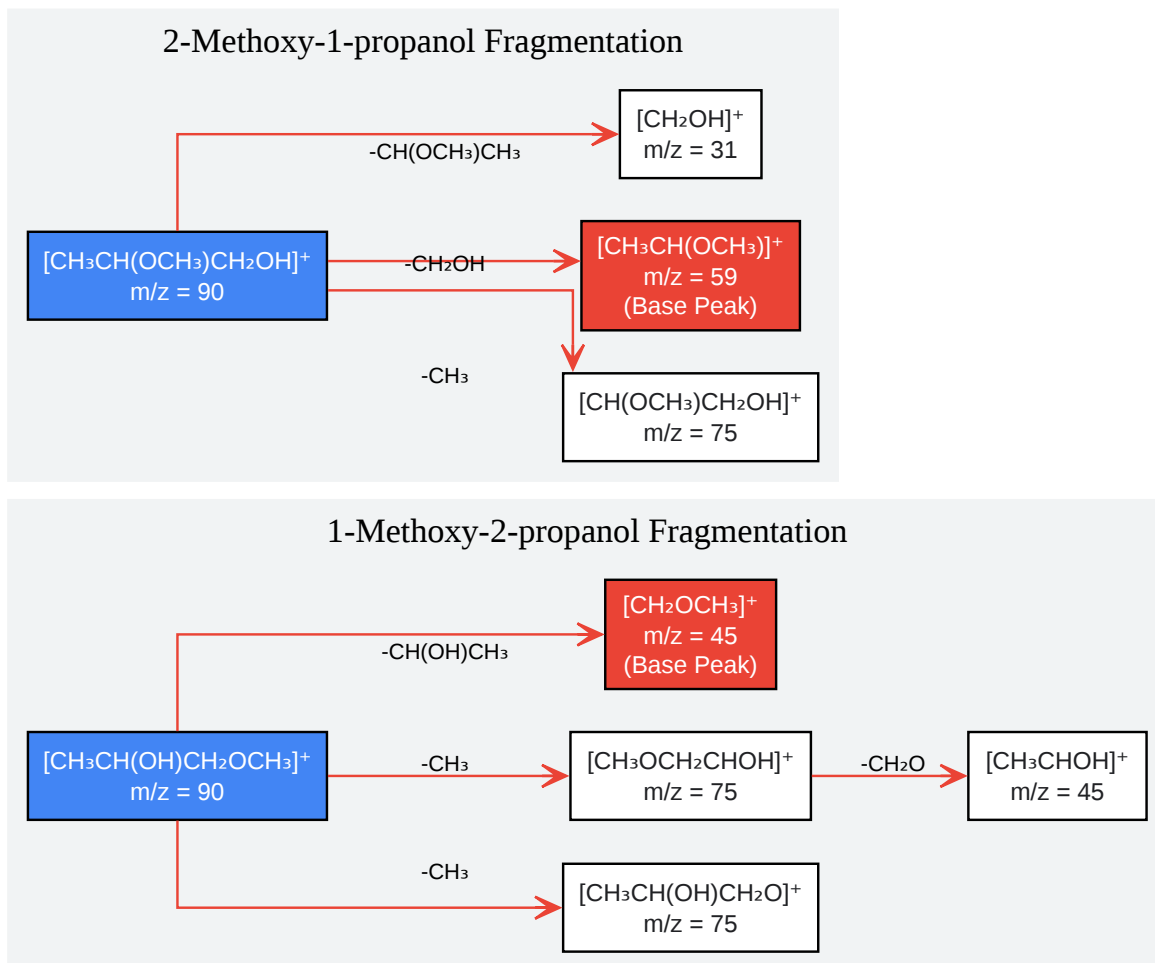 2-Methoxy-1-propanol Fragmentation
[CH₂OH]⁺
m/z = 31
-CH(OCH₃)CH₃
[CH₃CH(OCH₃)CH₂OH]⁺
m/z = 90
-CH₂OH
[CH₃CH(OCH₃)]⁺
m/z = 59
(Base Peak)
-CH₃
[CH(OCH₃)CH₂OH]⁺
m/z = 75
1-Methoxy-2-propanol Fragmentation
[CH₂OCH₃]⁺
m/z = 45
(Base Peak)
-CH(OH)CH₃
[CH₃CH(OH)CH₂OCH₃]⁺
m/z = 90
-CH₃
[CH₃OCH₂CHOH]⁺
m/z = 75
-CH₂O
[CH₃CHOH]⁺
m/z = 45
-CH₃
[CH₃CH(OH)CH₂O]⁺
m/z = 75